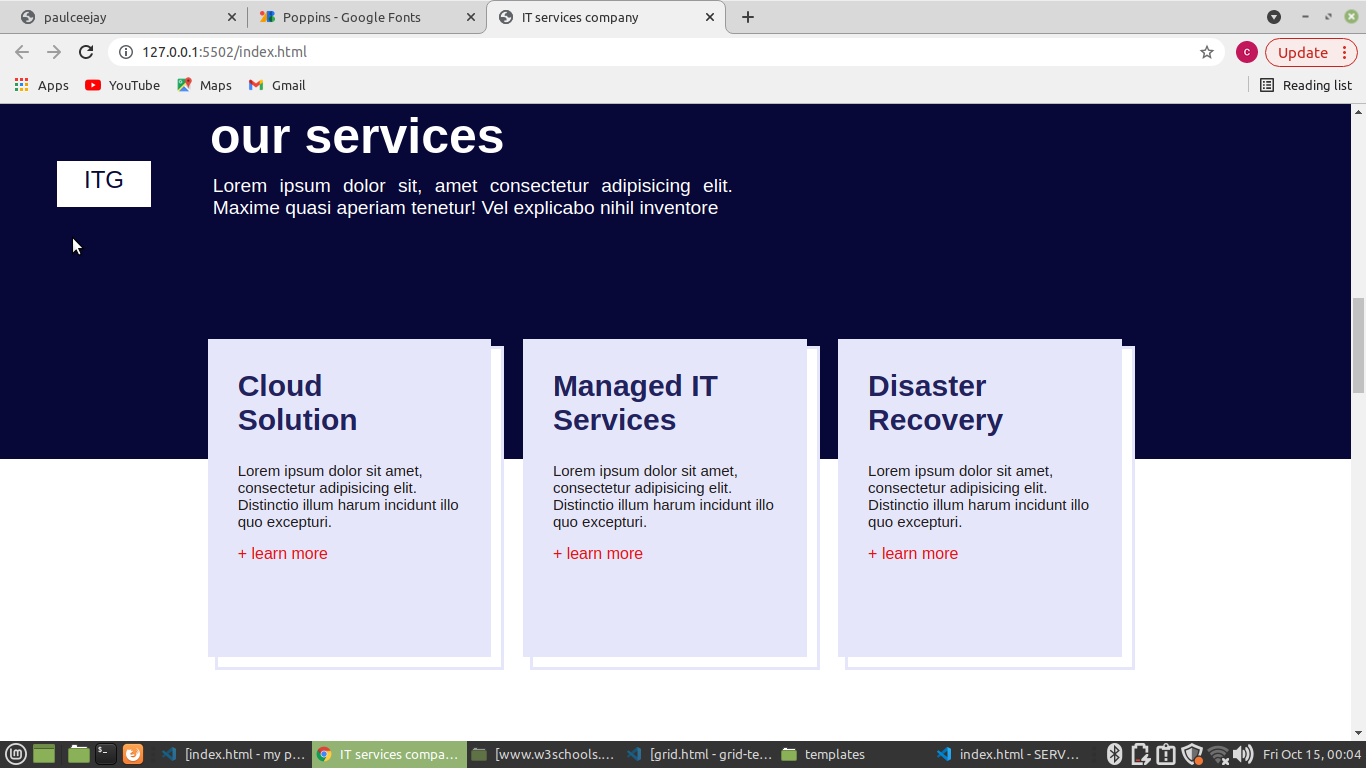 paulceejay
Poppins - Google Fonts
IT services company
127.0.0.1:5502/index.html
c
Update
Apps
YouTube
Maps
Gmail
Reading list
our services
ITG
Lorem ipsum dolor sit, amet consectetur adipisicing elit.
Maxime quasi aperiam tenetur! Vel explicabo nihil inventore
Cloud
Solution
Lorem ipsum dolor sit amet,
consectetur adipisicing elit.
Distinctio illum harum incidunt illo
quo excepturi.
+ learn more
Managed IT
Services
Lorem ipsum dolor sit amet,
consectetur adipisicing elit.
Distinctio illum harum incidunt illo
quo excepturi.
+ learn more
Disaster
Recovery
Lorem ipsum dolor sit amet,
consectetur adipisicing elit.
Distinctio illum harum incidunt illo
quo excepturi.
+ learn more
[index.html - my p...
IT services compa...
[www.w3schools....
[grid.html - grid-te...
templates
index.html - SERV...
Fri Oct 15, 00:04